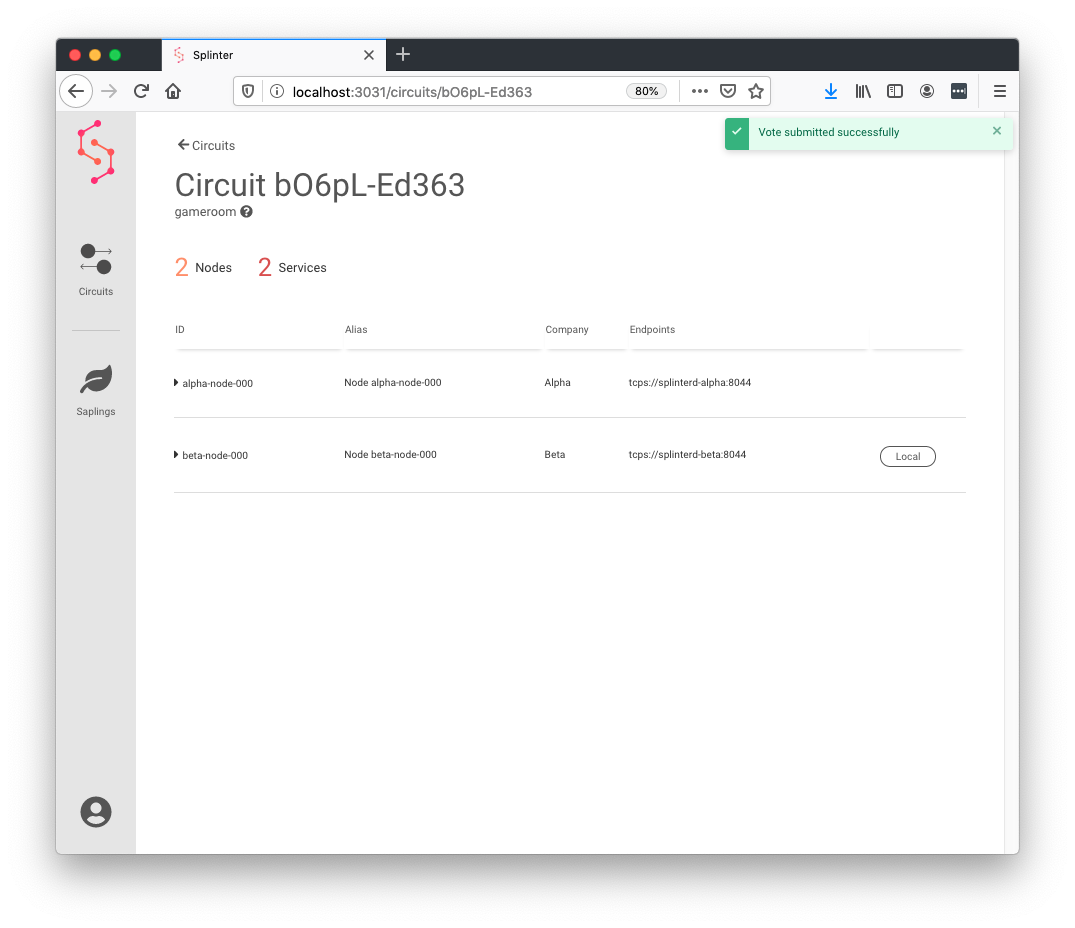 Splinter
localhost:3031/circuits/bO6pL-Ed363
80%
Vote submitted successfully
Circuits
Circuit bO6pL-Ed363
gameroom
2 Nodes 2 Services
Circuits
Saplings
ID Alias Company Endpoints
alpha-node-000 Node alpha-node-000 Alpha tcps://splinterd-alpha:8044
beta-node-000 Node beta-node-000 Beta tcps://splinterd-beta:8044 Local